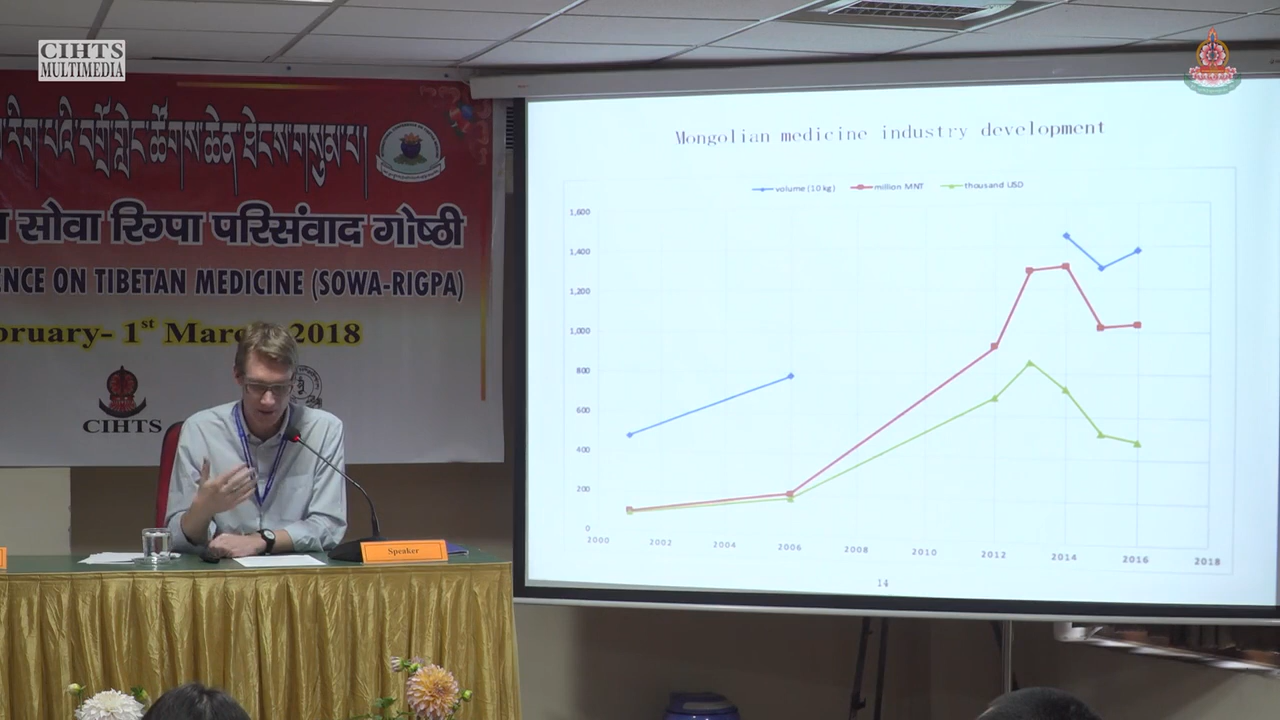 CIHTS
MULTIMEDIA
सोवा रिग्पा परिसंवाद गोष्ठी
ENCE ON TIBETAN MEDICINE (SOWA-RIGPA)
bruary- 1st March 2018
CIHTS
Speaker
Mongolian medicine industry development
volume (10 kg) million MNT thousand USD
1,600
1,400
1,200
1,000
800
600
400
200
0
2000 2002 2004 2006 2008 2010 2012 2014 2016 2018
14